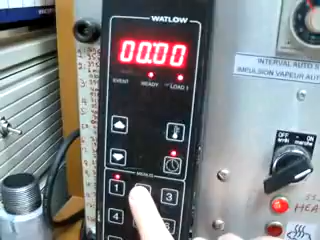 WATLOW
00:00
EVENT READY LOAD 1
MENUS
1
3
4
INTERVAL AUTO S
IMPULSION VAPEUR AUT
OFF
arrêt
ON
marche